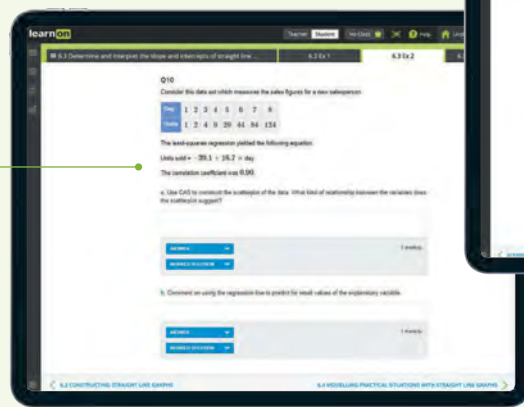 learnon
Teacher Student No Class Help
6.3 Determine and interpret the slope and intercepts of straight line ... 6.3 Ex 1 6.3 Ex 2
Q10
Consider this data set which measures the sales figures for a new salesperson.
Day 1 2 3 4 5 6 7 8
Units 1 2 4 9 20 44 84 124
The least-squares regression yielded the following equation.
Units sold = −39.1 + 16.7 × day
The correlation coefficient was 0.90.
a. Use CAS to construct the scatterplot of the data. What kind of relationship between the variables does
the scatterplot suggest?
ANSWER
WORKED SOLUTION
b. Comment on using the regression line to predict for small values of the explanatory variable.
ANSWER
WORKED SOLUTION
6.2 CONSTRUCTING STRAIGHT LINE GRAPHS 6.4 MODELLING PRACTICAL SITUATIONS WITH STRAIGHT LINE GRAPHS